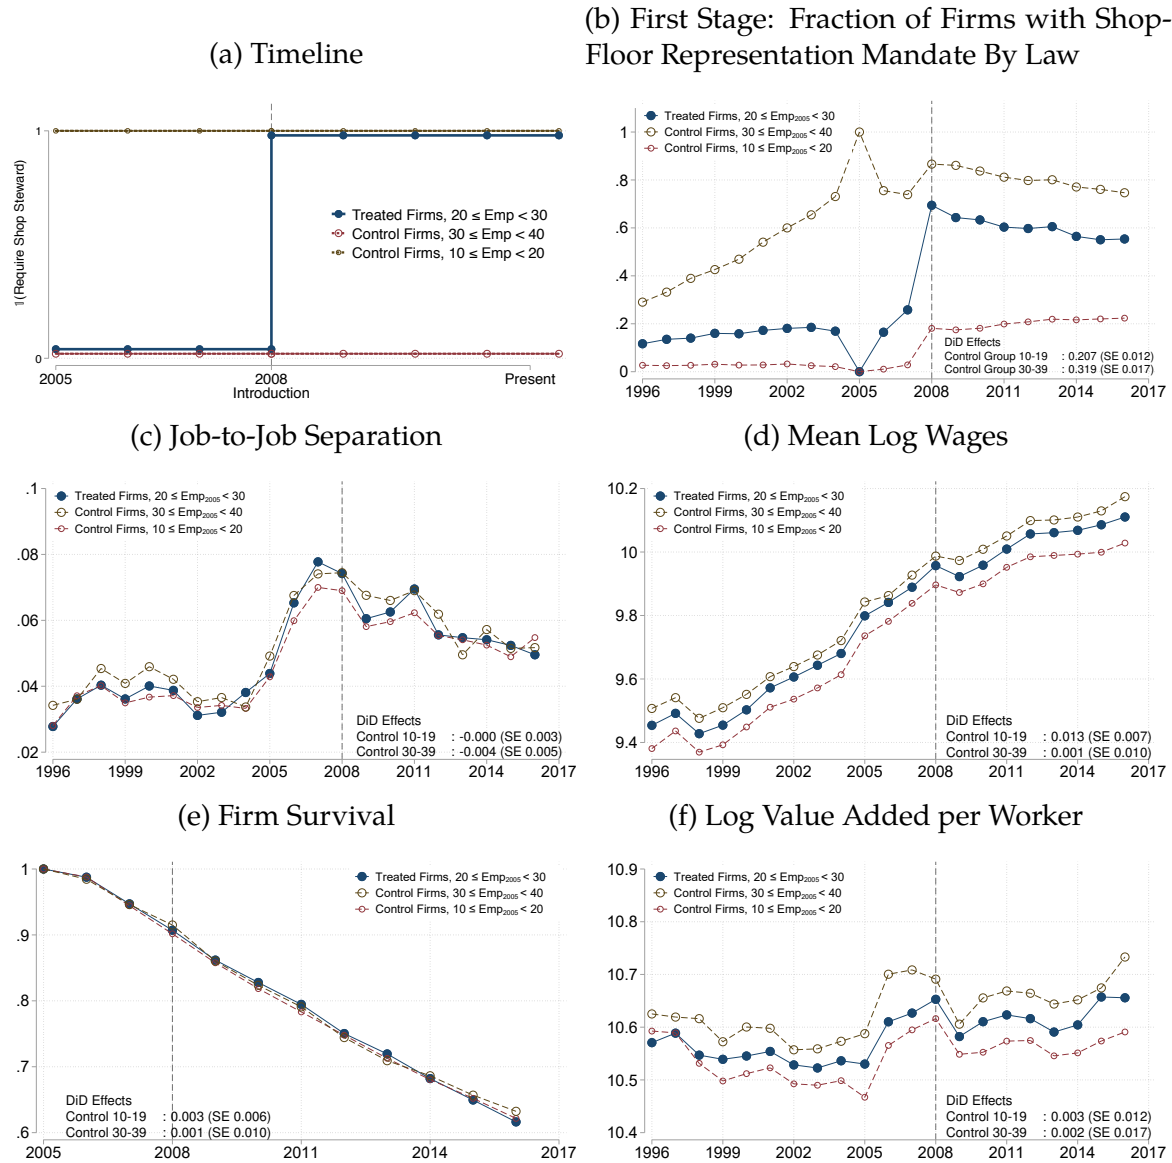 (a) Timeline
1
0
𝟙(Require Shop Steward)
Treated Firms, 20 ≤ Emp < 30
Control Firms, 30 ≤ Emp < 40
Control Firms, 10 ≤ Emp < 20
2005
2008
Present
Introduction
(b) First Stage: Fraction of Firms with Shop-
Floor Representation Mandate By Law
Treated Firms, 20 ≤ Emp₂₀₀₅ < 30
Control Firms, 30 ≤ Emp₂₀₀₅ < 40
Control Firms, 10 ≤ Emp₂₀₀₅ < 20
1
.8
.6
.4
.2
0
DiD Effects
Control Group 10-19 : 0.207 (SE 0.012)
Control Group 30-39 : 0.319 (SE 0.017)
1996 1999 2002 2005 2008 2011 2014 2017
(c) Job-to-Job Separation
Treated Firms, 20 ≤ Emp₂₀₀₅ < 30
Control Firms, 30 ≤ Emp₂₀₀₅ < 40
Control Firms, 10 ≤ Emp₂₀₀₅ < 20
.1
.08
.06
.04
.02
DiD Effects
Control 10-19 : -0.000 (SE 0.003)
Control 30-39 : -0.004 (SE 0.005)
1996 1999 2002 2005 2008 2011 2014 2017
(d) Mean Log Wages
Treated Firms, 20 ≤ Emp₂₀₀₅ < 30
Control Firms, 30 ≤ Emp₂₀₀₅ < 40
Control Firms, 10 ≤ Emp₂₀₀₅ < 20
10.2
10
9.8
9.6
9.4
DiD Effects
Control 10-19 : 0.013 (SE 0.007)
Control 30-39 : 0.001 (SE 0.010)
1996 1999 2002 2005 2008 2011 2014 2017
(e) Firm Survival
Treated Firms, 20 ≤ Emp₂₀₀₅ < 30
Control Firms, 30 ≤ Emp₂₀₀₅ < 40
Control Firms, 10 ≤ Emp₂₀₀₅ < 20
1
.9
.8
.7
.6
DiD Effects
Control 10-19 : 0.003 (SE 0.006)
Control 30-39 : 0.001 (SE 0.010)
2005 2008 2011 2014 2017
(f) Log Value Added per Worker
Treated Firms, 20 ≤ Emp₂₀₀₅ < 30
Control Firms, 30 ≤ Emp₂₀₀₅ < 40
Control Firms, 10 ≤ Emp₂₀₀₅ < 20
10.9
10.8
10.7
10.6
10.5
10.4
DiD Effects
Control 10-19 : 0.003 (SE 0.012)
Control 30-39 : 0.002 (SE 0.017)
1996 1999 2002 2005 2008 2011 2014 2017